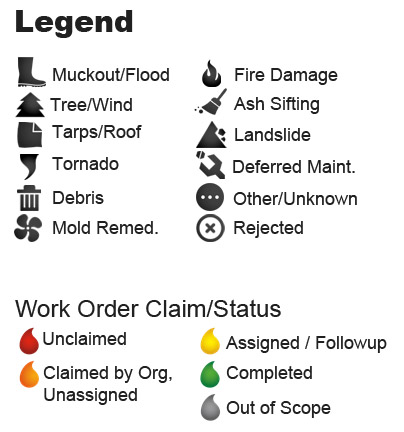 Legend
Muckout/Flood
Fire Damage
Tree/Wind
Ash Sifting
Tarps/Roof
Landslide
Tornado
Deferred Maint.
Debris
Other/Unknown
Mold Remed.
Rejected
Work Order Claim/Status
Unclaimed
Assigned / Followup
Claimed by Org,
Unassigned
Completed
Out of Scope